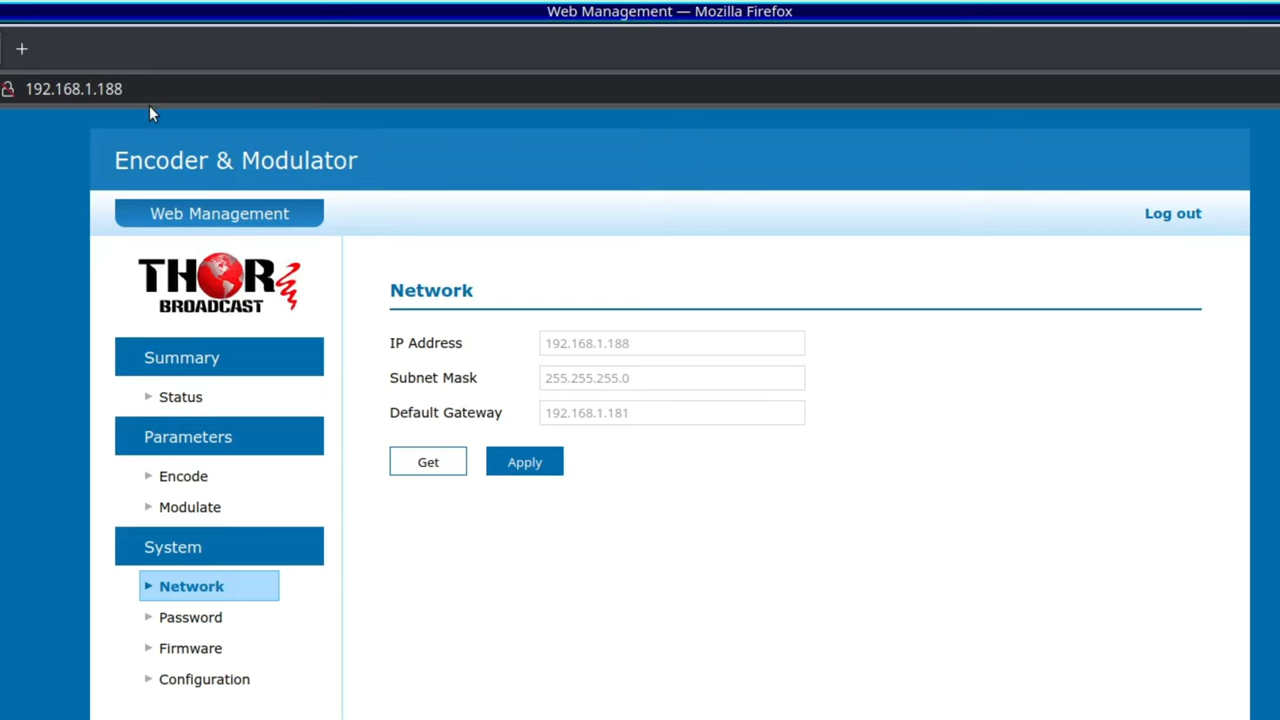 Web Management — Mozilla Firefox
+
192.168.1.188
Encoder & Modulator
Web Management
Log out
THOR
BROADCAST
Summary
Status
Parameters
Encode
Modulate
System
Network
Password
Firmware
Configuration
Network
IP Address 192.168.1.188
Subnet Mask 255.255.255.0
Default Gateway 192.168.1.181
Get Apply